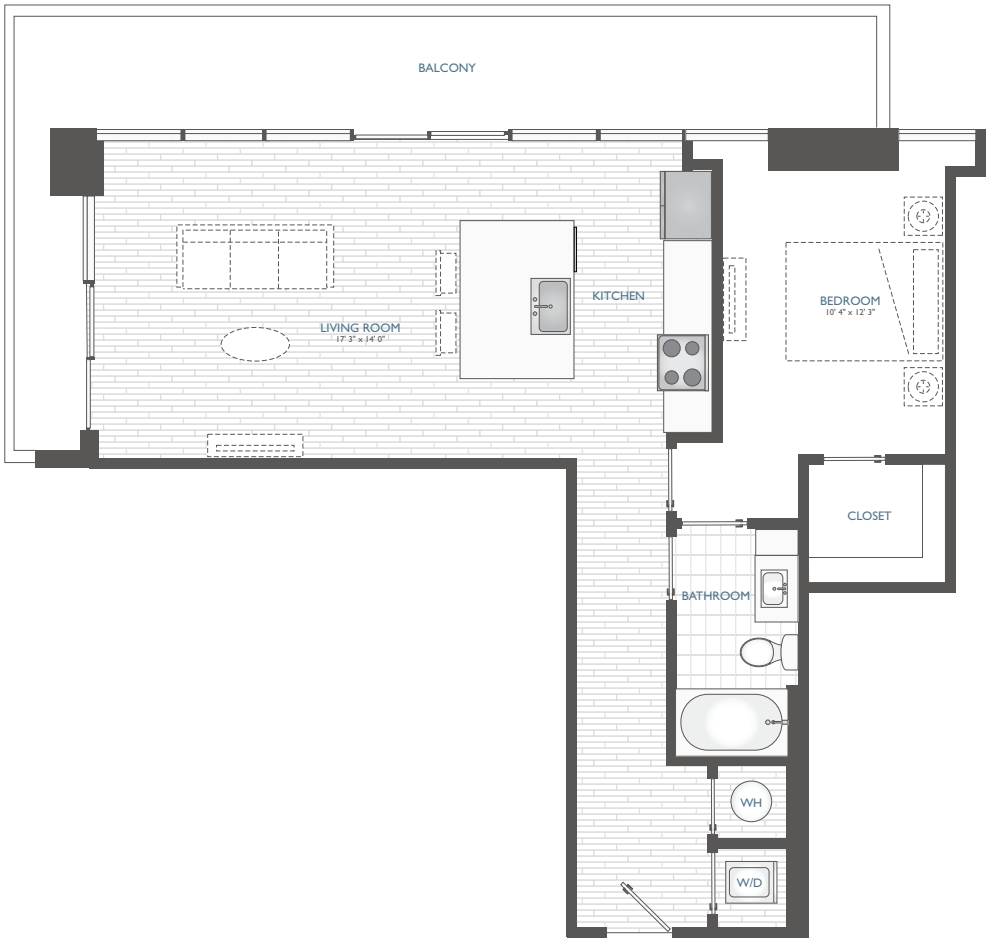 BALCONY
KITCHEN
LIVING ROOM
17' 3" x 14' 0"
BEDROOM
10' 4" x 12' 3"
CLOSET
BATHROOM
WH
W/D